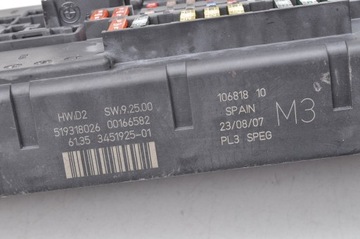 HW:D2 SW:9.25.00
519318026 00166582
61.35 3451925-01
106818 10
SPAIN
23/08/07
PL3 SPEG
M3